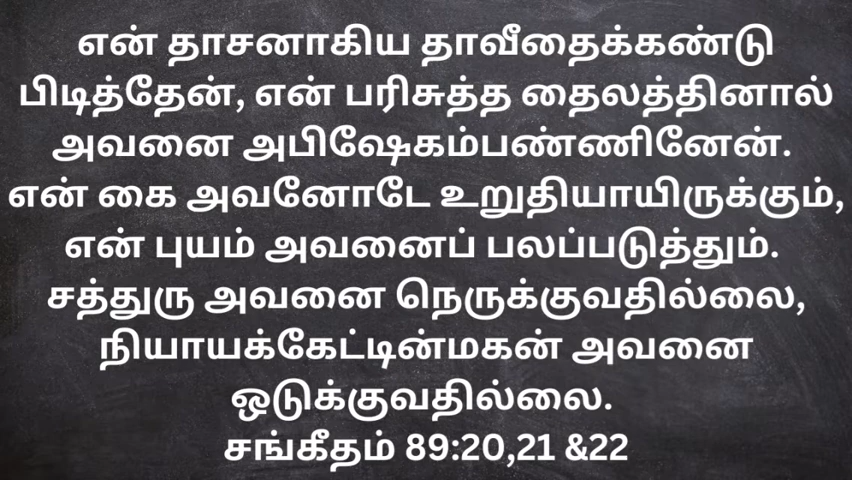 என் தாசனாகிய தாவீதைக்கண்டு
பிடித்தேன், என் பரிசுத்த தைலத்தினால்
அவனை அபிஷேகம்பண்ணினேன்.
என் கை அவனோடே உறுதியாயிருக்கும்,
என் புயம் அவனைப் பலப்படுத்தும்.
சத்துரு அவனை நெருக்குவதில்லை,
நியாயக்கேட்டின்மகன் அவனை
ஒடுக்குவதில்லை.
சங்கீதம் 89:20,21 &22